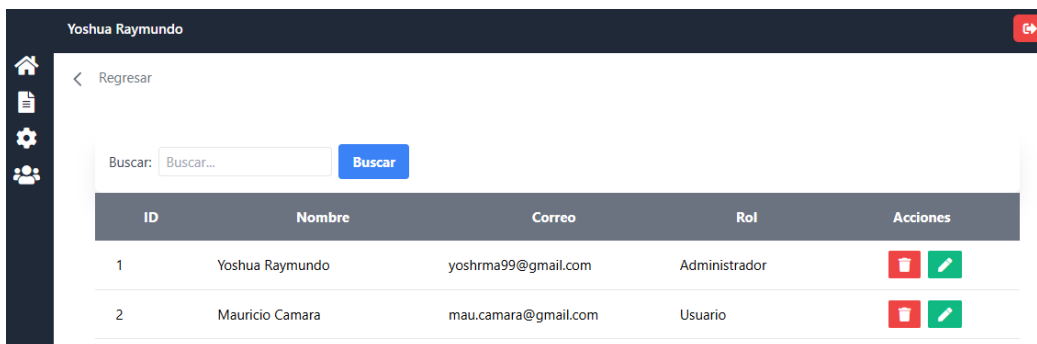 Yoshua Raymundo
Regresar
Buscar: Buscar... Buscar
ID Nombre Correo Rol Acciones
1 Yoshua Raymundo yoshrma99@gmail.com Administrador
2 Mauricio Camara mau.camara@gmail.com Usuario